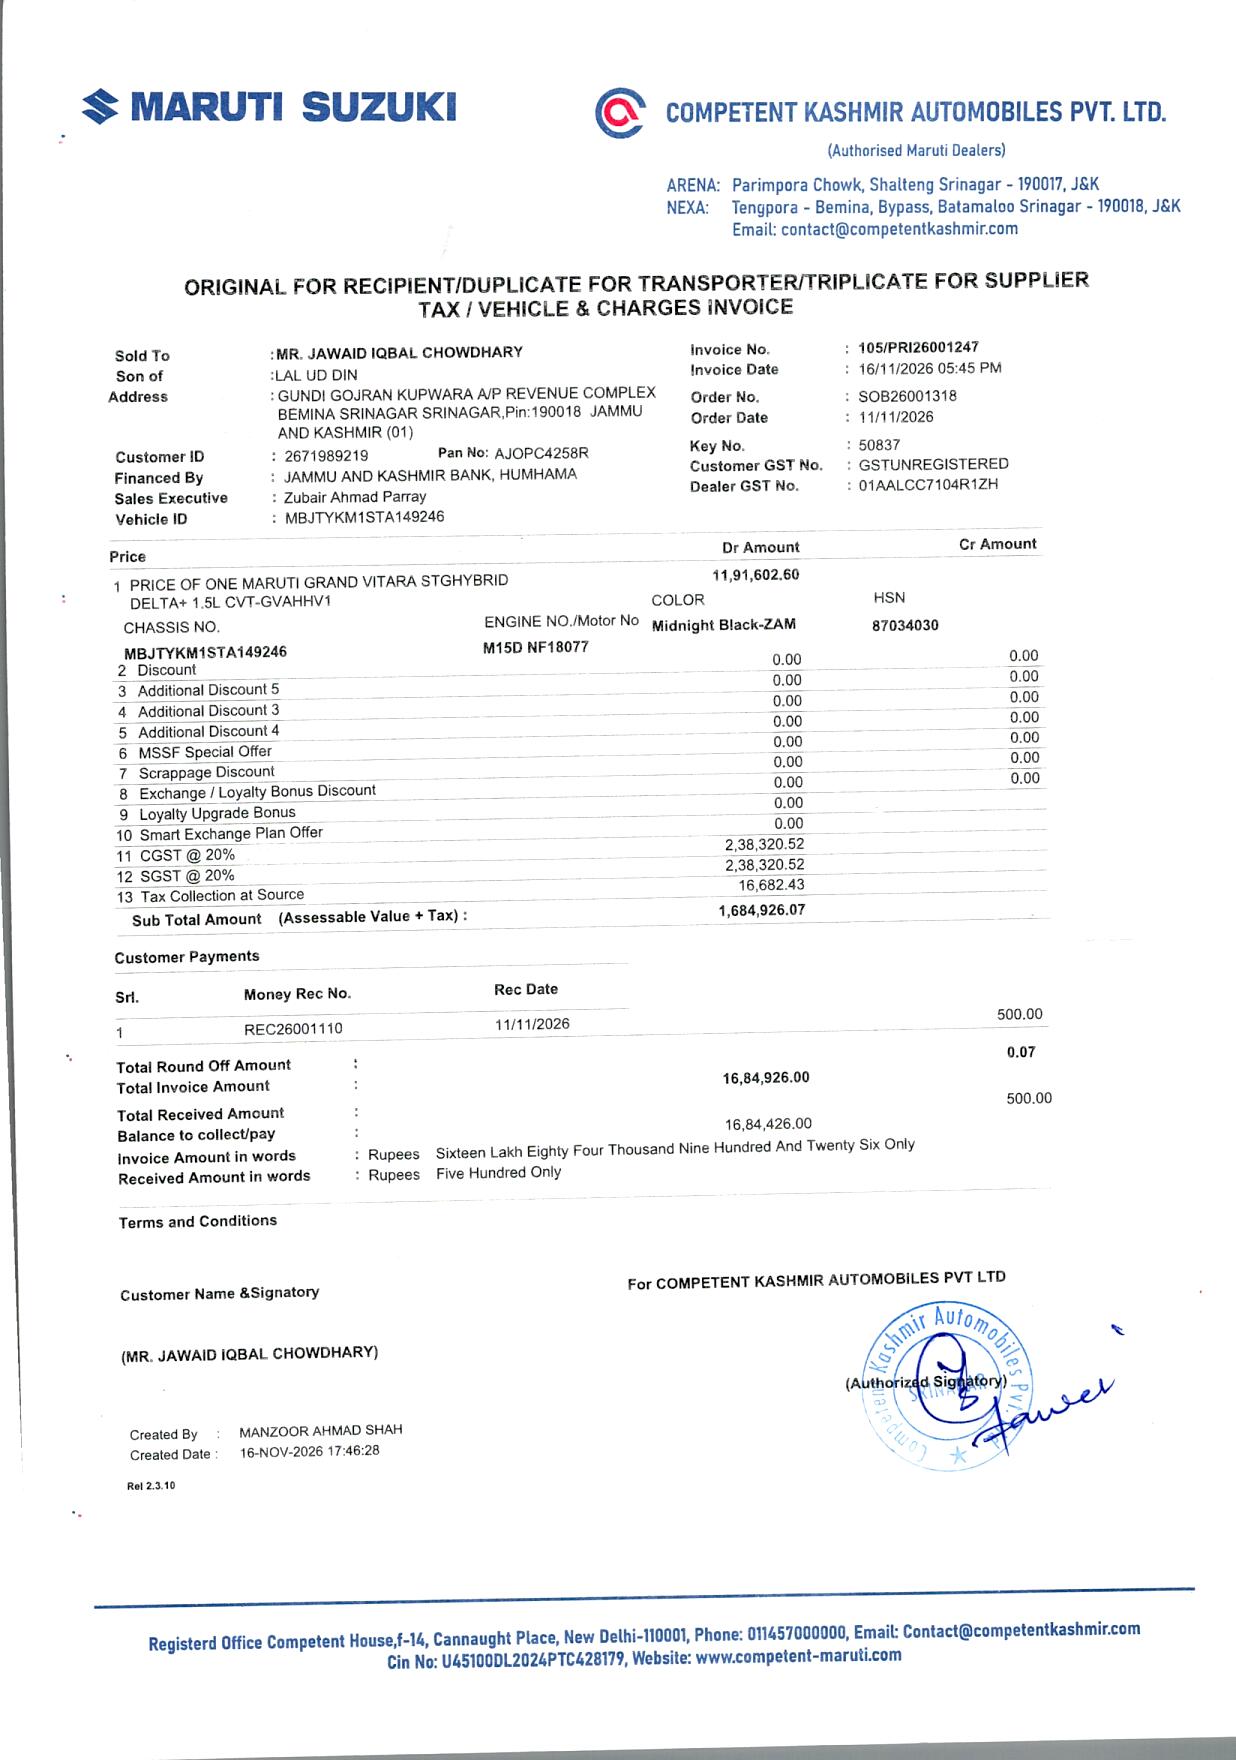 MARUTI SUZUKI
COMPETENT KASHMIR AUTOMOBILES PVT. LTD.
(Authorised Maruti Dealers)
ARENA: Parimpora Chowk, Shalteng Srinagar - 190017, J&K
NEXA: Tengpora - Bemina, Bypass, Batamaloo Srinagar - 190018, J&K
Email: contact@competentkashmir.com
ORIGINAL FOR RECIPIENT/DUPLICATE FOR TRANSPORTER/TRIPLICATE FOR SUPPLIER
TAX / VEHICLE & CHARGES INVOICE
Sold To : MR. JAWAID IQBAL CHOWDHARY
Son of : LAL UD DIN
Address : GUNDI GOJRAN KUPWARA A/P REVENUE COMPLEX
BEMINA SRINAGAR SRINAGAR,Pin:190018 JAMMU
AND KASHMIR (01)
Customer ID : 2671989219 Pan No: AJOPC4258R
Financed By : JAMMU AND KASHMIR BANK, HUMHAMA
Sales Executive : Zubair Ahmad Parray
Vehicle ID : MBJTYKM1STA149246
Invoice No. : 105/PRI26001247
Invoice Date : 16/11/2026 05:45 PM
Order No. : SOB26001318
Order Date : 11/11/2026
Key No. : 50837
Customer GST No. : GSTUNREGISTERED
Dealer GST No. : 01AALCC7104R1ZH
Price Dr Amount Cr Amount
1 PRICE OF ONE MARUTI GRAND VITARA STGHYBRID 11,91,602.60
DELTA+ 1.5L CVT-GVAHHV1 COLOR HSN
CHASSIS NO. ENGINE NO./Motor No Midnight Black-ZAM 87034030
MBJTYKM1STA149246 M15D NF18077
2 Discount 0.00 0.00
3 Additional Discount 5 0.00 0.00
4 Additional Discount 3 0.00 0.00
5 Additional Discount 4 0.00 0.00
6 MSSF Special Offer 0.00 0.00
7 Scrappage Discount 0.00 0.00
8 Exchange / Loyalty Bonus Discount 0.00 0.00
9 Loyalty Upgrade Bonus 0.00
10 Smart Exchange Plan Offer 0.00
11 CGST @ 20% 2,38,320.52
12 SGST @ 20% 2,38,320.52
13 Tax Collection at Source 16,682.43
Sub Total Amount (Assessable Value + Tax) : 1,684,926.07
Customer Payments
Srl. Money Rec No. Rec Date
1 REC26001110 11/11/2026 500.00
Total Round Off Amount : 0.07
Total Invoice Amount : 16,84,926.00
Total Received Amount : 500.00
Balance to collect/pay : 16,84,426.00
Invoice Amount in words : Rupees Sixteen Lakh Eighty Four Thousand Nine Hundred And Twenty Six Only
Received Amount in words : Rupees Five Hundred Only
Terms and Conditions
Customer Name &Signatory
For COMPETENT KASHMIR AUTOMOBILES PVT LTD
(MR. JAWAID IQBAL CHOWDHARY)
Competent Kashmir Automobiles Pvt.
SRINAGAR
(Authorized Signatory)
Created By : MANZOOR AHMAD SHAH
Created Date : 16-NOV-2026 17:46:28
Rel 2.3.10
Registerd Office Competent House,f-14, Cannaught Place, New Delhi-110001, Phone: 011457000000, Email: Contact@competentkashmir.com
Cin No: U45100DL2024PTC428179, Website: www.competent-maruti.com